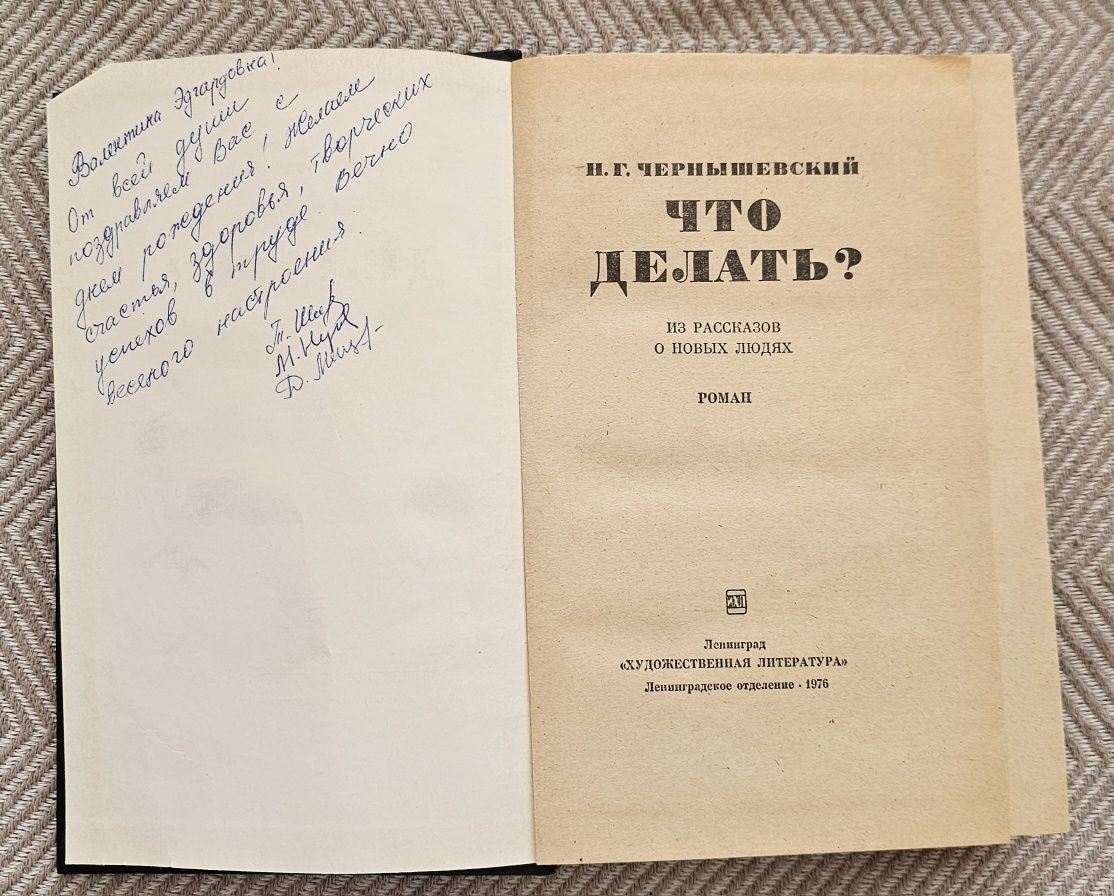 Валентина Эдгардовна!
От всей души
поздравляем Вас с
днем рождения! Желаем
счастья, здоровья, творческих
успехов в труде. Вечно
весеного настроения.
Т.
М.
Н. Г. ЧЕРНЫШЕВСКИЙ
ЧТО
ДЕЛАТЬ?
ИЗ РАССКАЗОВ
О НОВЫХ ЛЮДЯХ
РОМАН
Ленинград
«ХУДОЖЕСТВЕННАЯ ЛИТЕРАТУРА»
Ленинградское отделение · 1976